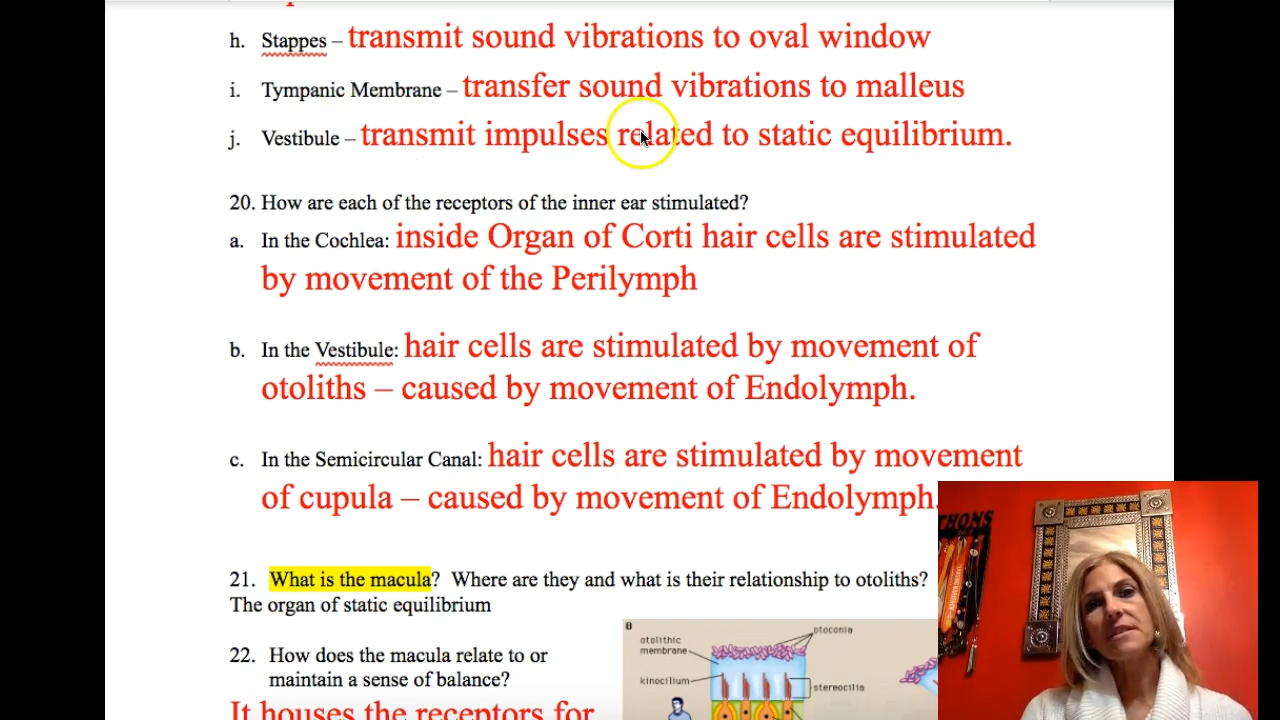 h. Stappes – transmit sound vibrations to oval window
i. Tympanic Membrane – transfer sound vibrations to malleus
j. Vestibule – transmit impulses related to static equilibrium.
20. How are each of the receptors of the inner ear stimulated?
a. In the Cochlea: inside Organ of Corti hair cells are stimulated
by movement of the Perilymph
b. In the Vestibule: hair cells are stimulated by movement of
otoliths – caused by movement of Endolymph.
c. In the Semicircular Canal: hair cells are stimulated by movement
of cupula – caused by movement of Endolymph.
21. What is the macula? Where are they and what is their relationship to otoliths?
The organ of static equilibrium
22. How does the macula relate to or
maintain a sense of balance?
It houses the receptors for
B
otolithic
membrane
otoconia
kinocilium
stereocilia
THONS